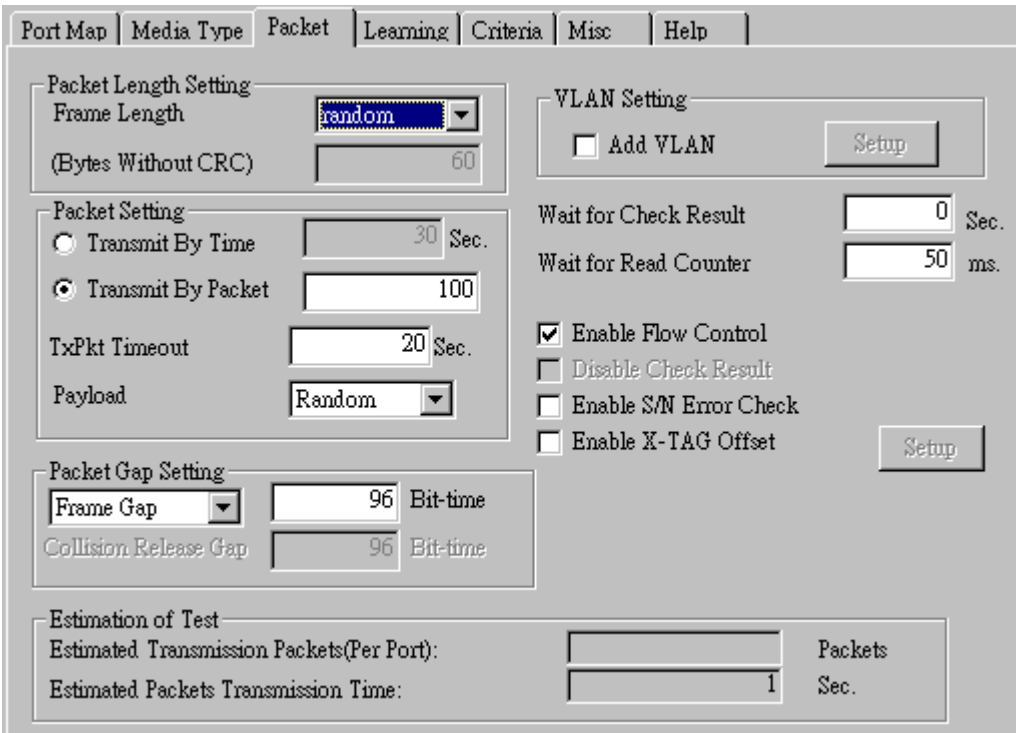 Port Map Media Type Packet Learning Criteria Misc Help
Packet Length Setting
Frame Length random
(Bytes Without CRC) 60
Packet Setting
Transmit By Time 30 Sec.
Transmit By Packet 100
TxPkt Timeout 20 Sec.
Payload Random
Packet Gap Setting
Frame Gap 96 Bit-time
Collision Release Gap 96 Bit-time
VLAN Setting
Add VLAN Setup
Wait for Check Result 0 Sec.
Wait for Read Counter 50 ms.
Enable Flow Control
Disable Check Result
Enable S/N Error Check
Enable X-TAG Offset Setup
Estimation of Test
Estimated Transmission Packets(Per Port): Packets
Estimated Packets Transmission Time: 1 Sec.